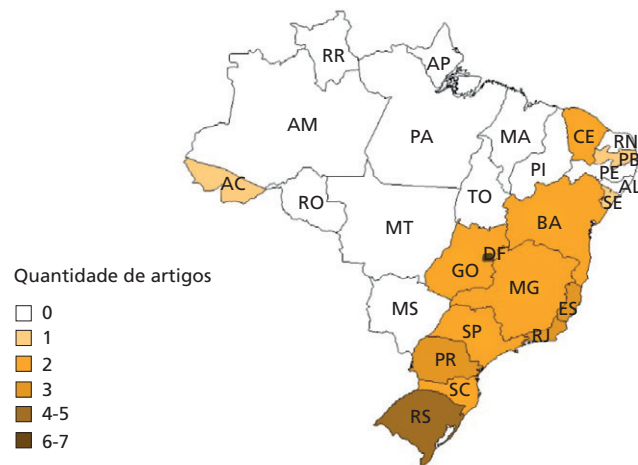 RR
AP
AM
PA
MA
CE
RN
PB
PI
PE
AL
AC
SE
TO
RO
BA
MT
DF
GO
MG
MS
ES
SP
RJ
PR
SC
RS
Quantidade de artigos
0
1
2
3
4-5
6-7